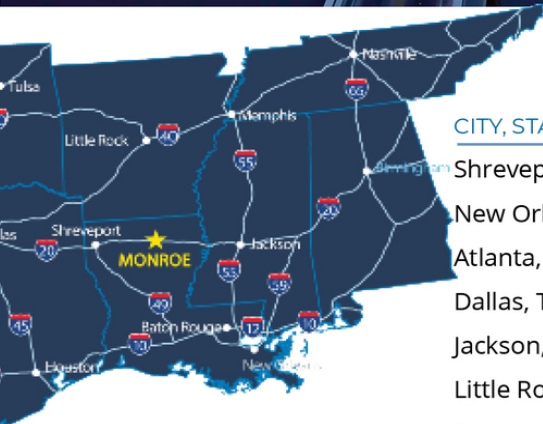 Nashville
Tulsa
65
Memphis
CITY, STA
Little Rock
40
55
Birmingham
Shrevep
20
New Orl
Shreveport
las
20
MONROE
Jackson
Atlanta,
55
59
49
Dallas, T
45
Baton Rouge
12
10
10
Jackson,
Houston
New Orleans
Little Ro